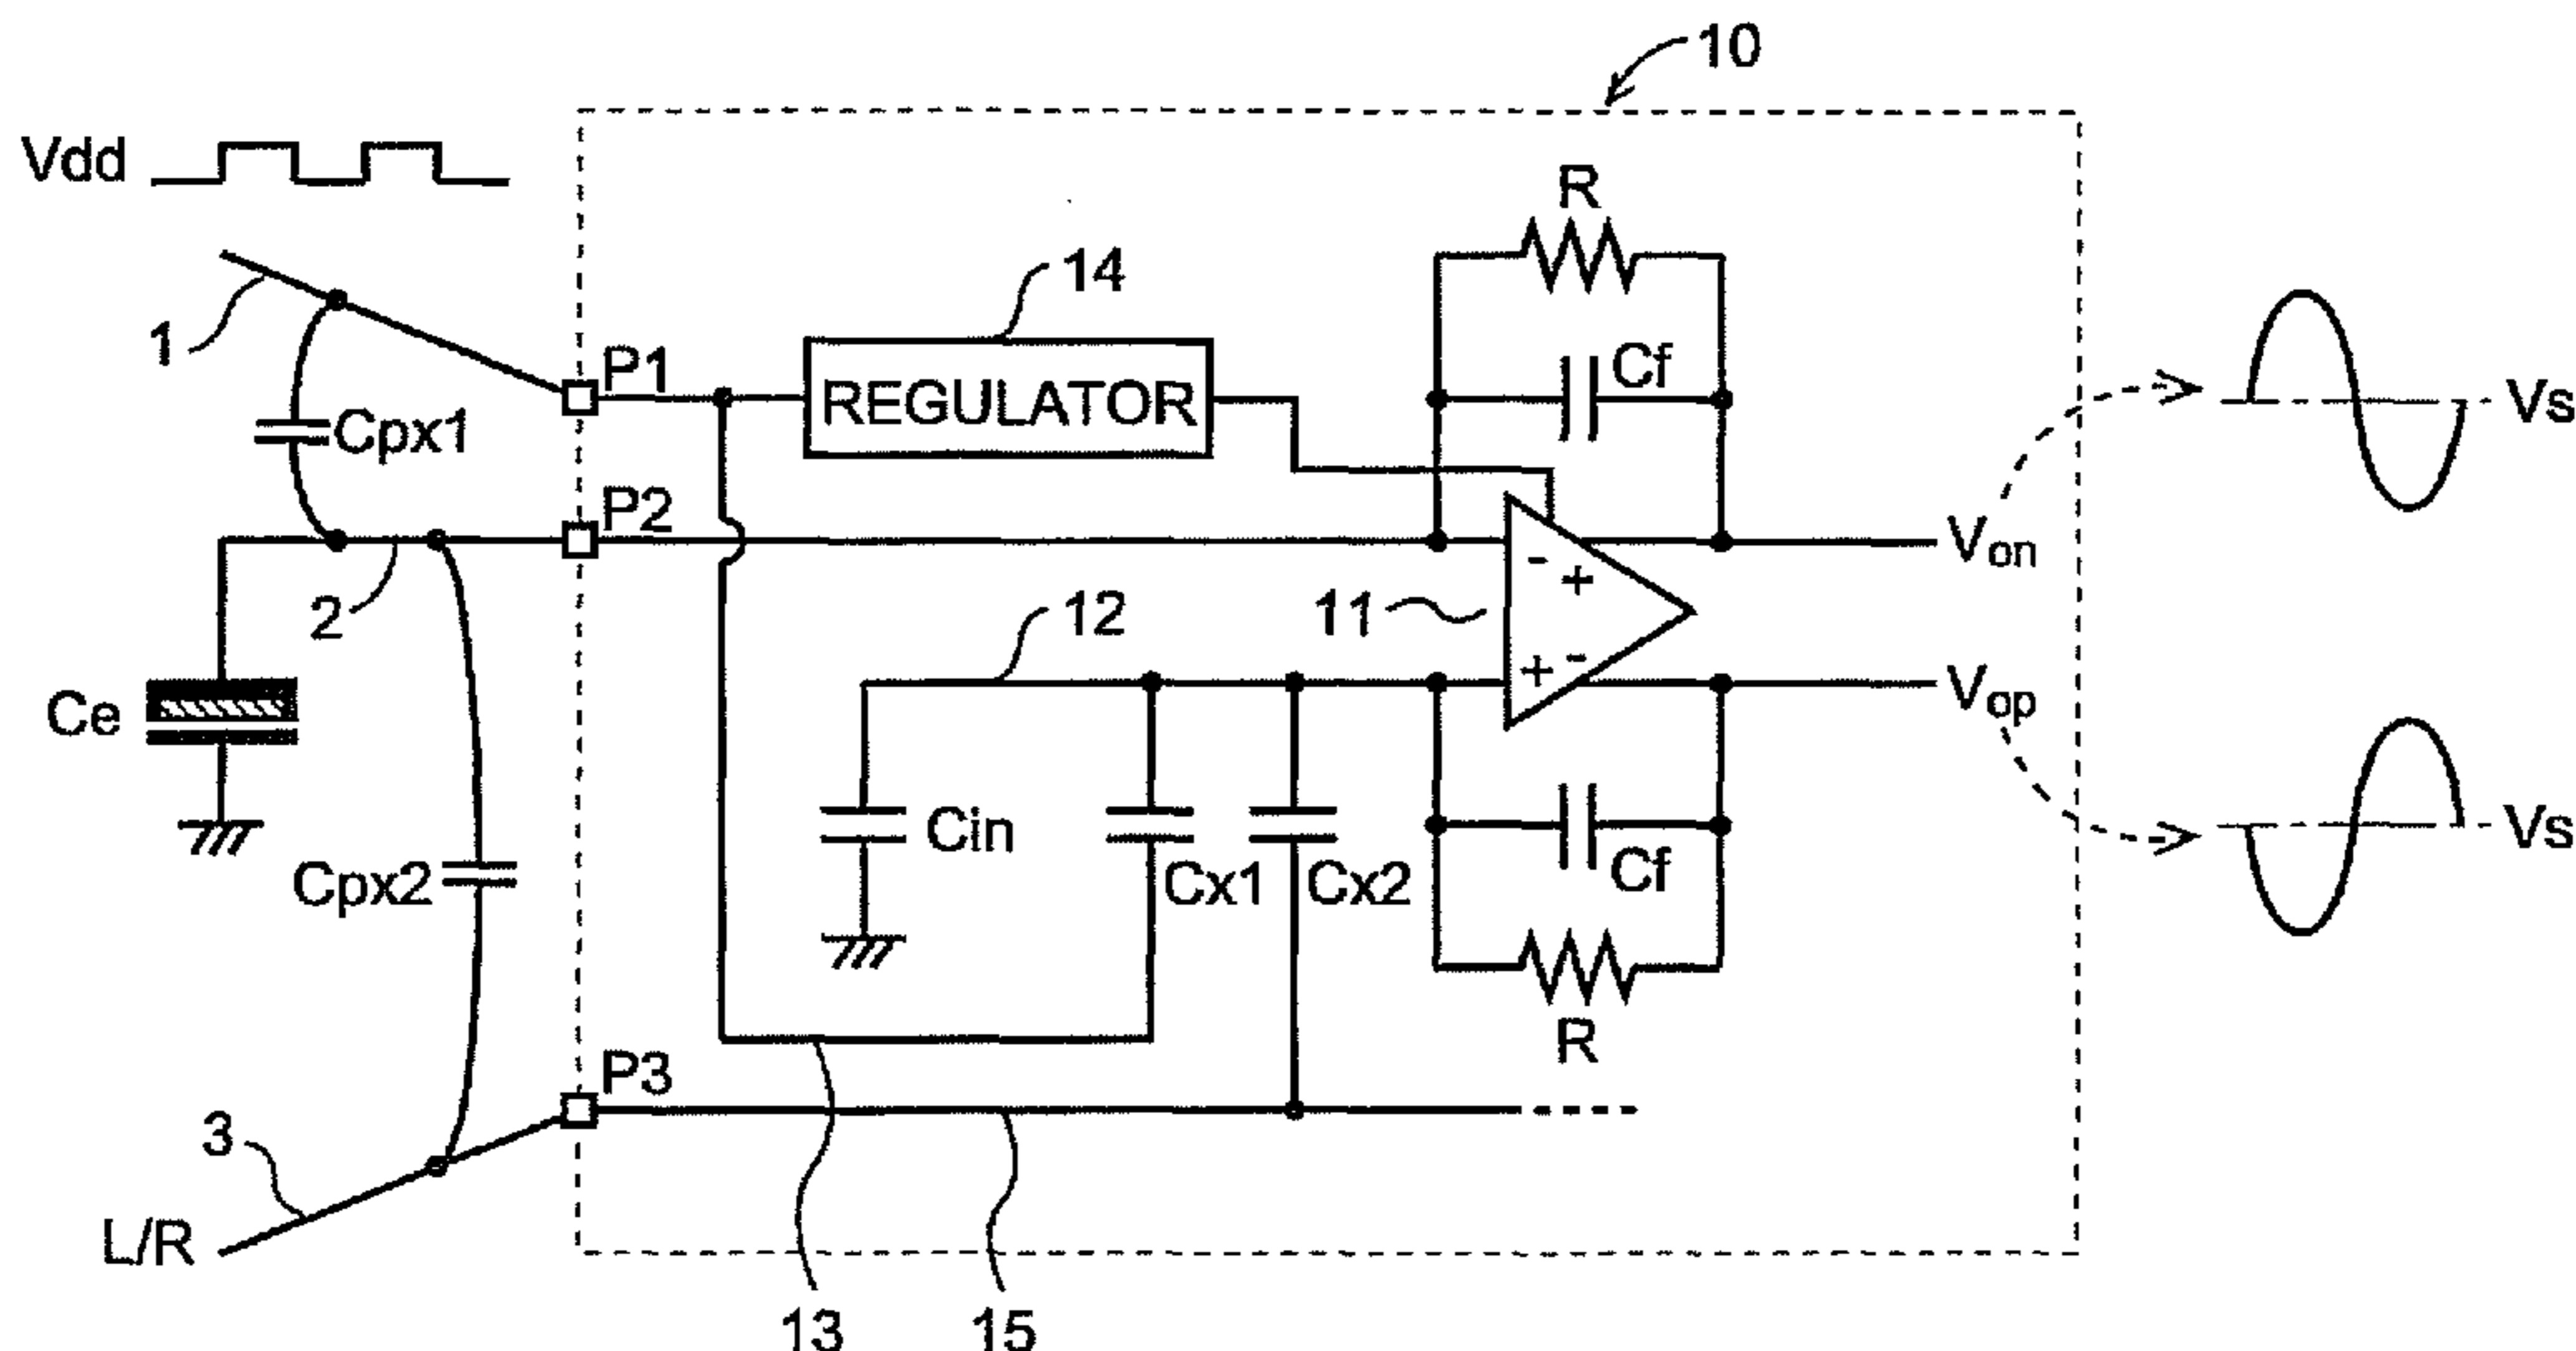 10
Vdd
R
14
1
P1
REGULATOR
Cf
Vs
Cpx1
P2
-
+
Von
2
12
11
+
-
Vop
Ce
Cin
Cx1
Cx2
Cf
Vs
Cpx2
R
P3
3
L/R
13
15